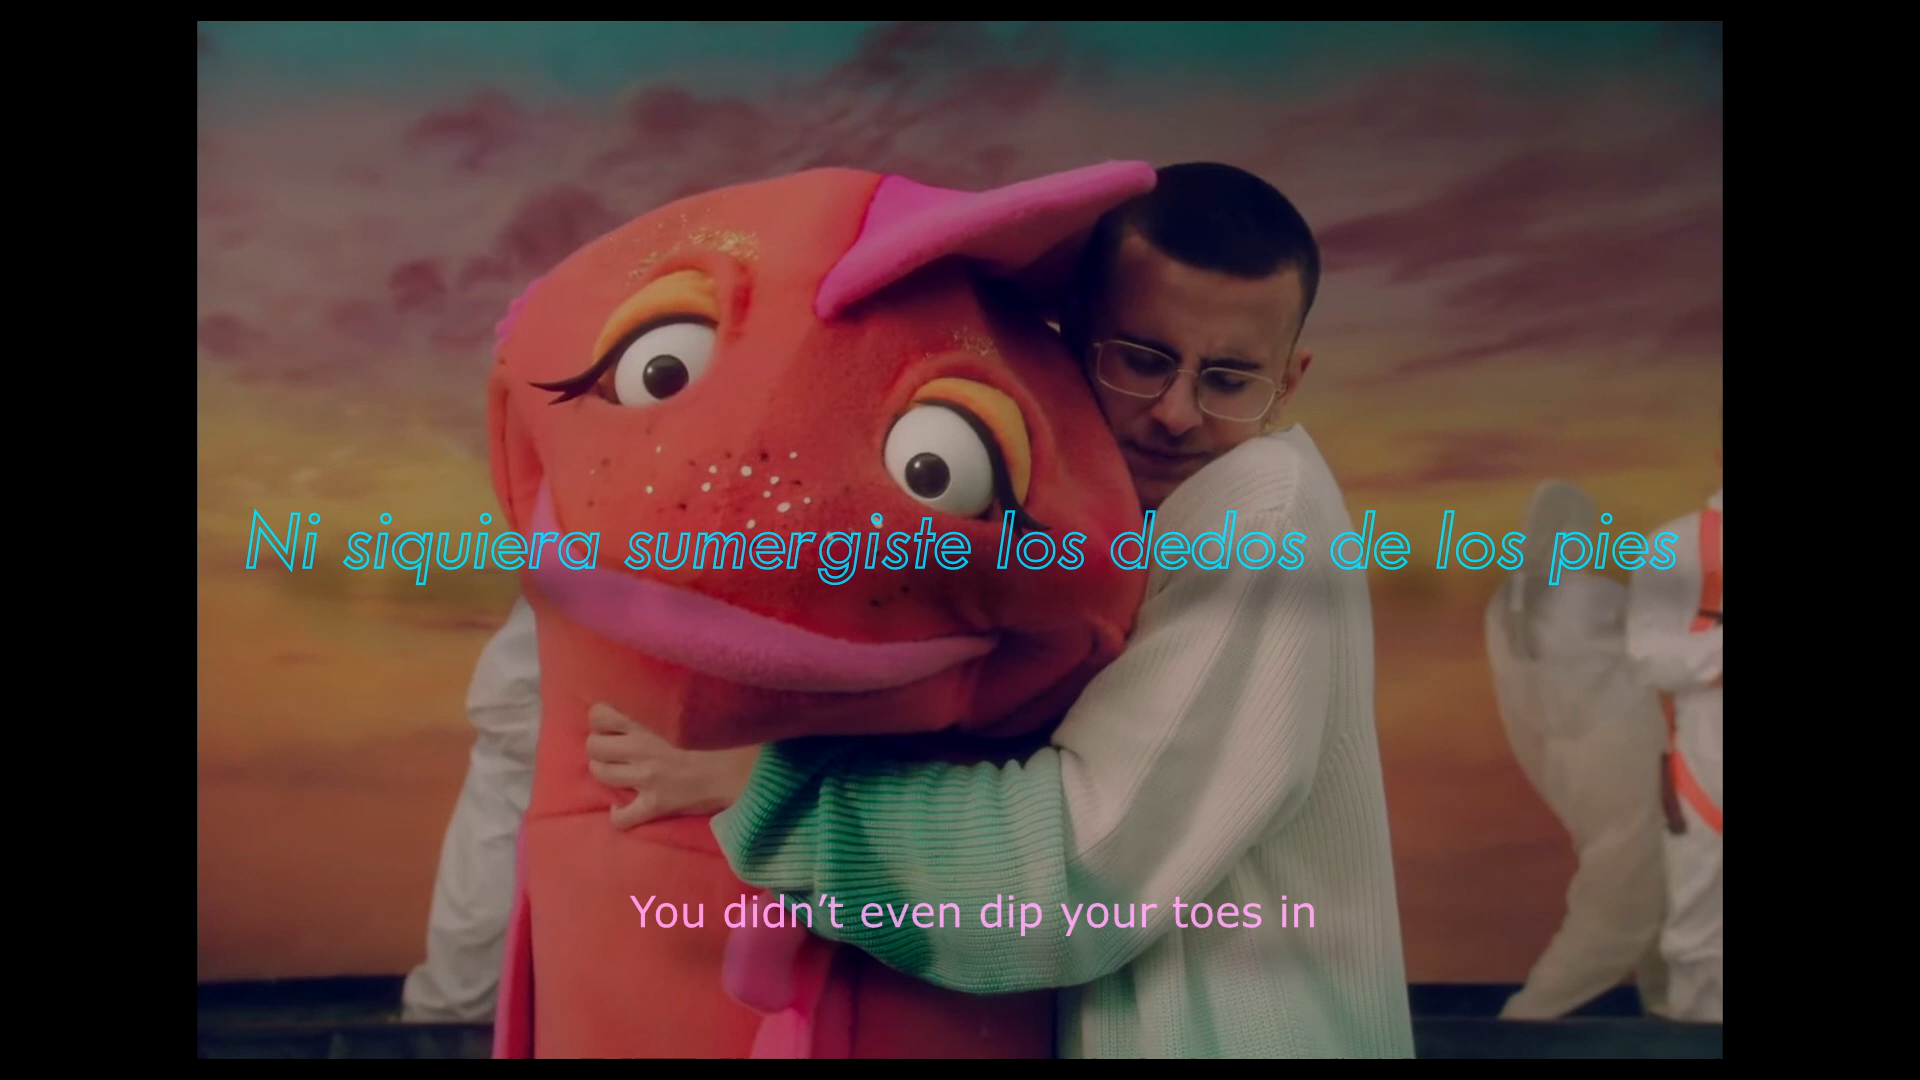 Ni siquiera sumergiste los dedos de los pies
You didn’t even dip your toes in